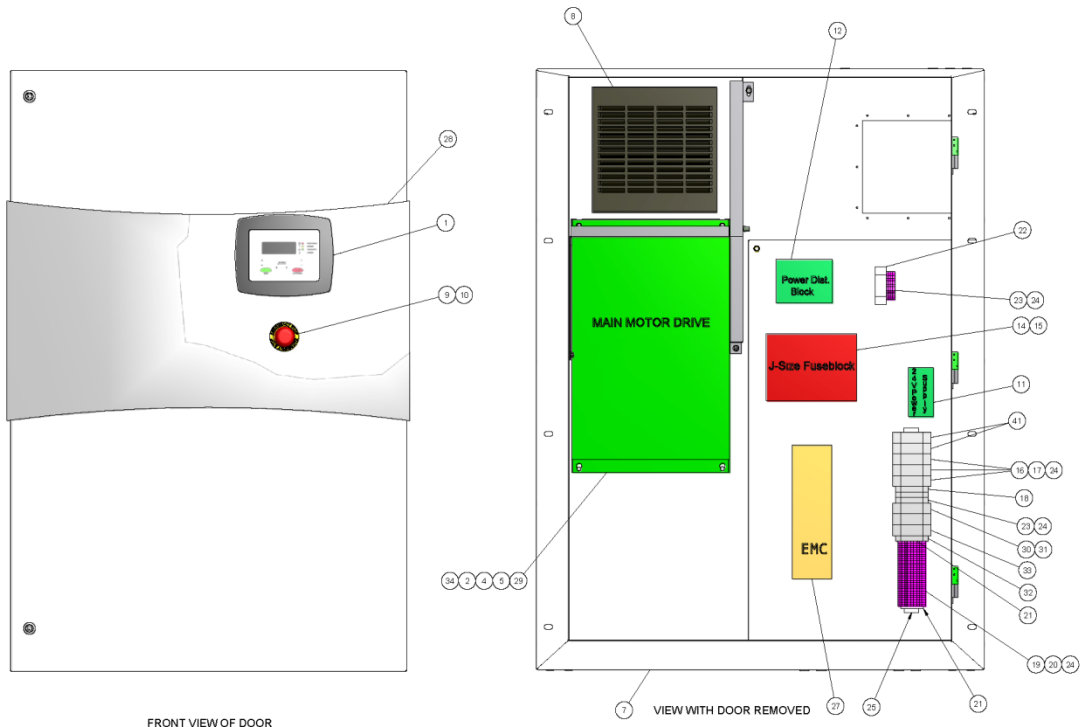 8
12
28
1
9 10
22
Power Dist.
Block
23 24
MAIN MOTOR DRIVE
14 15
J-Size Fuseblock
24VPower
Supply
11
41
16 17 24
18
23 24
30 31
EMC
33
34 2 4 5 29
32
21
19 20 24
7
VIEW WITH DOOR REMOVED
27
25
21
FRONT VIEW OF DOOR